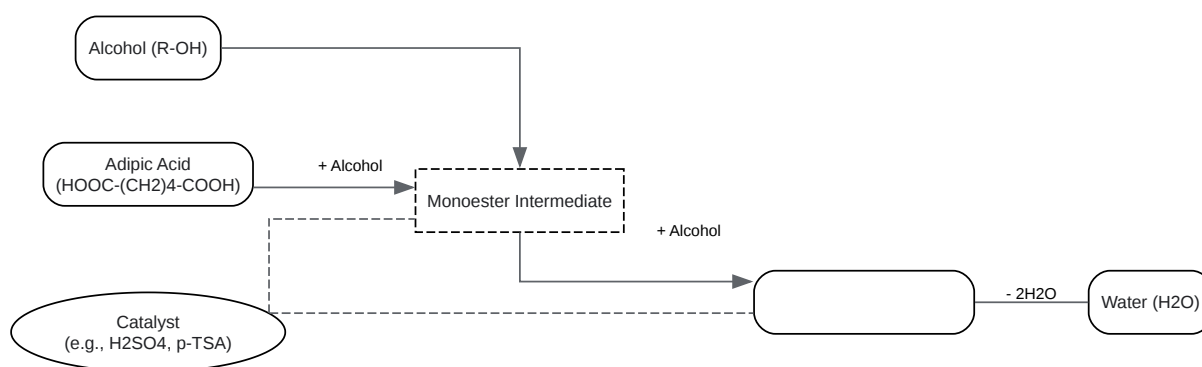 Alcohol (R-OH)
Adipic Acid
(HOOC-(CH2)4-COOH)
+ Alcohol
Monoester Intermediate
+ Alcohol
- 2H2O
Water (H2O)
Catalyst
(e.g., H2SO4, p-TSA)